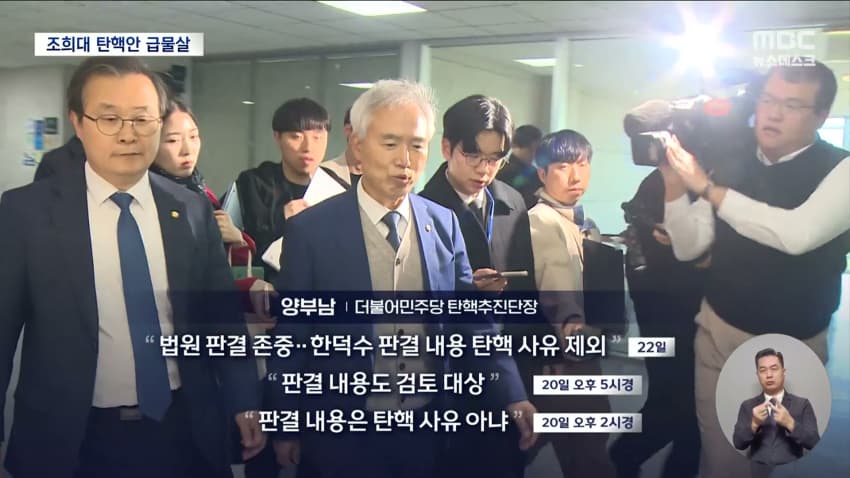 조희대 탄핵안 급물살
MBC
뉴스데스크
양부남 | 더불어민주당 탄핵추진단장
“ 법원 판결 존중‥한덕수 판결 내용 탄핵 사유 제외 ” 22일
“ 판결 내용도 검토 대상 ” 20일 오후 5시경
“ 판결 내용은 탄핵 사유 아냐 ” 20일 오후 2시경